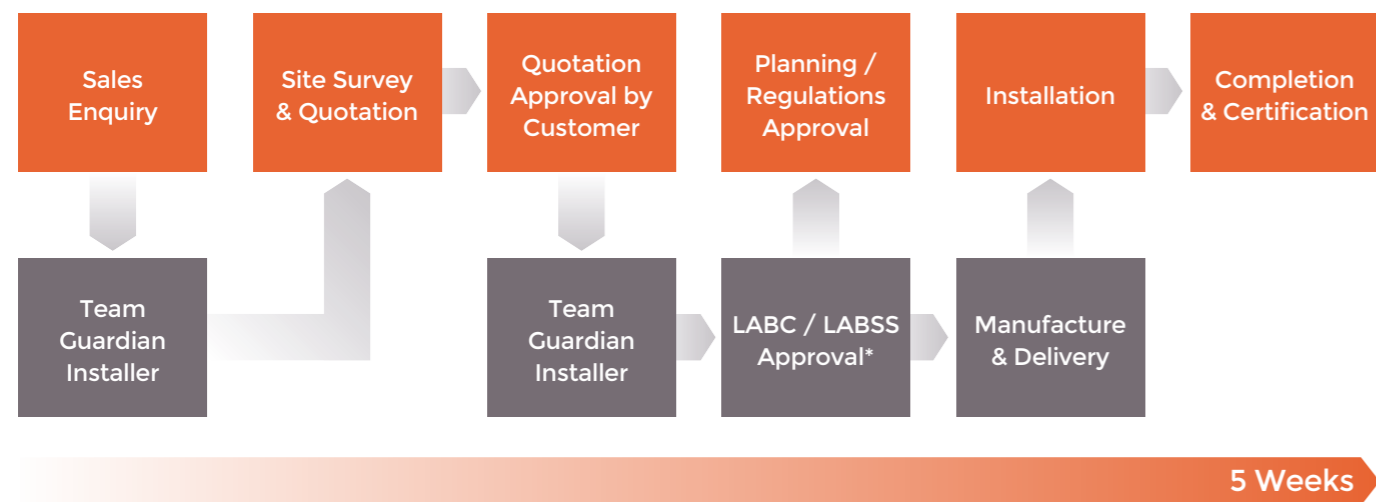 Sales
Enquiry
Site Survey
& Quotation
Quotation
Approval by
Customer
Planning /
Regulations
Approval
Installation
Completion
& Certification
Team
Guardian
Installer
Team
Guardian
Installer
LABC / LABSS
Approval*
Manufacture
& Delivery
5 Weeks